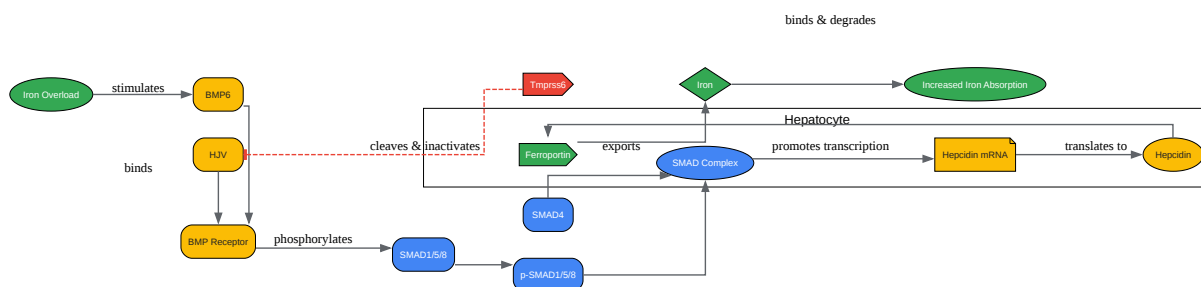 binds & degrades
Iron Overload
stimulates
BMP6
Tmprss6
Iron
Increased Iron Absorption
Hepatocyte
HJV
cleaves & inactivates
Ferroportin
exports
SMAD Complex
promotes transcription
Hepcidin mRNA
translates to
Hepcidin
binds
SMAD4
BMP Receptor
phosphorylates
SMAD1/5/8
p-SMAD1/5/8